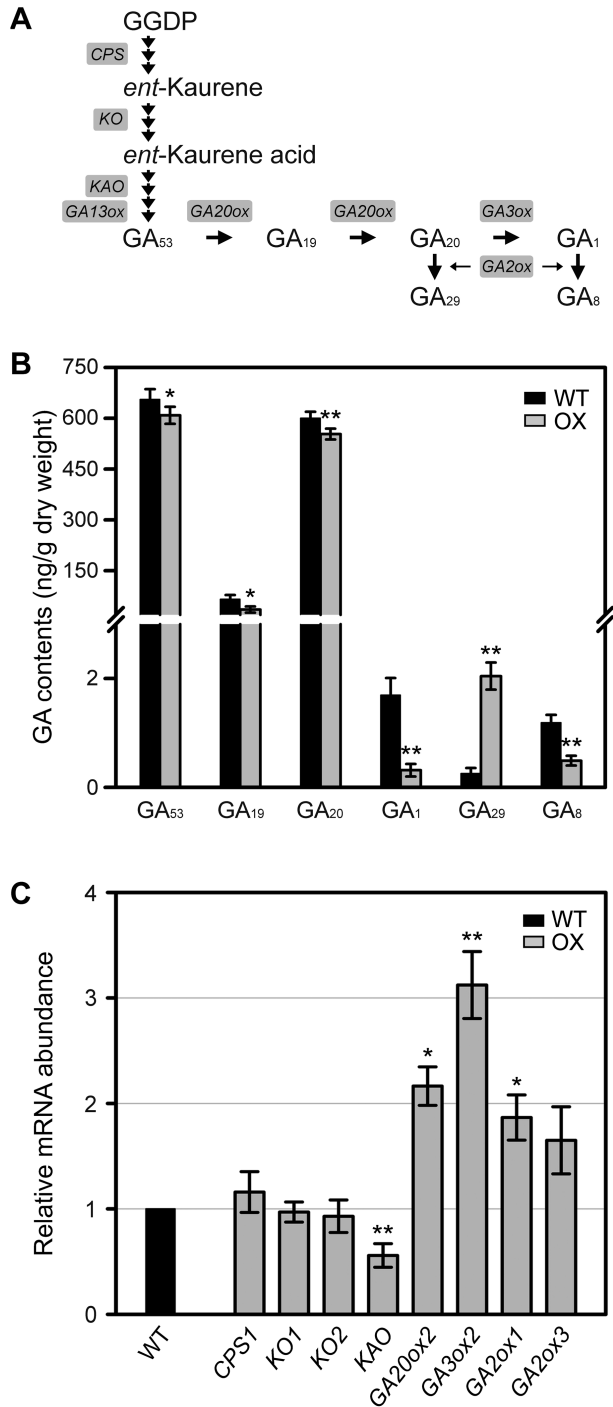 A
GGDP
CPS
ent-Kaurene
KO
ent-Kaurene acid
KAO
GA13ox GA20ox GA20ox GA3ox
GA53 GA19 GA20 GA1
GA2ox
GA29 GA8
B
GA contents (ng/g dry weight)
750
600
450
300
150
2
0
* * ** ** ** **
WT
OX
GA53 GA19 GA20 GA1 GA29 GA8
C
Relative mRNA abundance
4
3
2
1
0
** * ** *
WT
OX
WT CPS1 KO1 KO2 KAO GA20ox2 GA3ox2 GA2ox1 GA2ox3